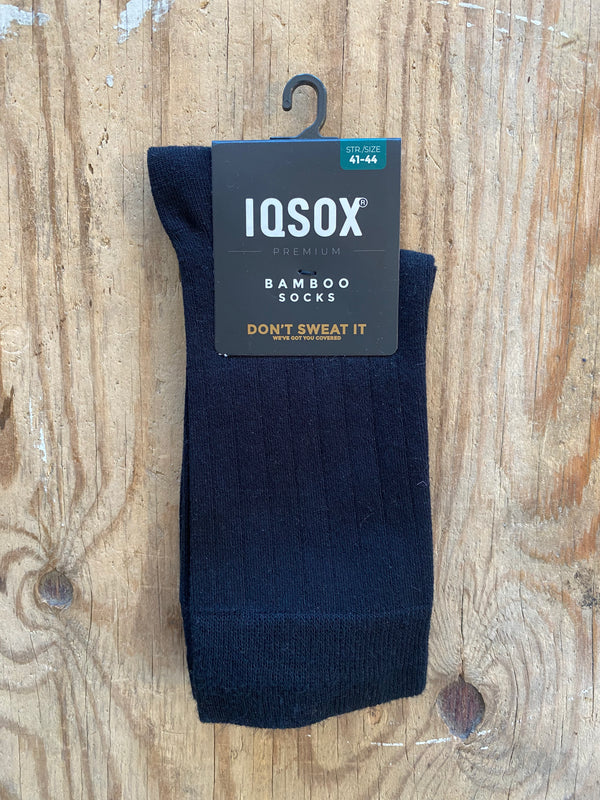 STR./SIZE
41-44
IQSOX®
PREMIUM
BAMBOO
SOCKS
DON'T SWEAT IT
WE'VE GOT YOU COVERED